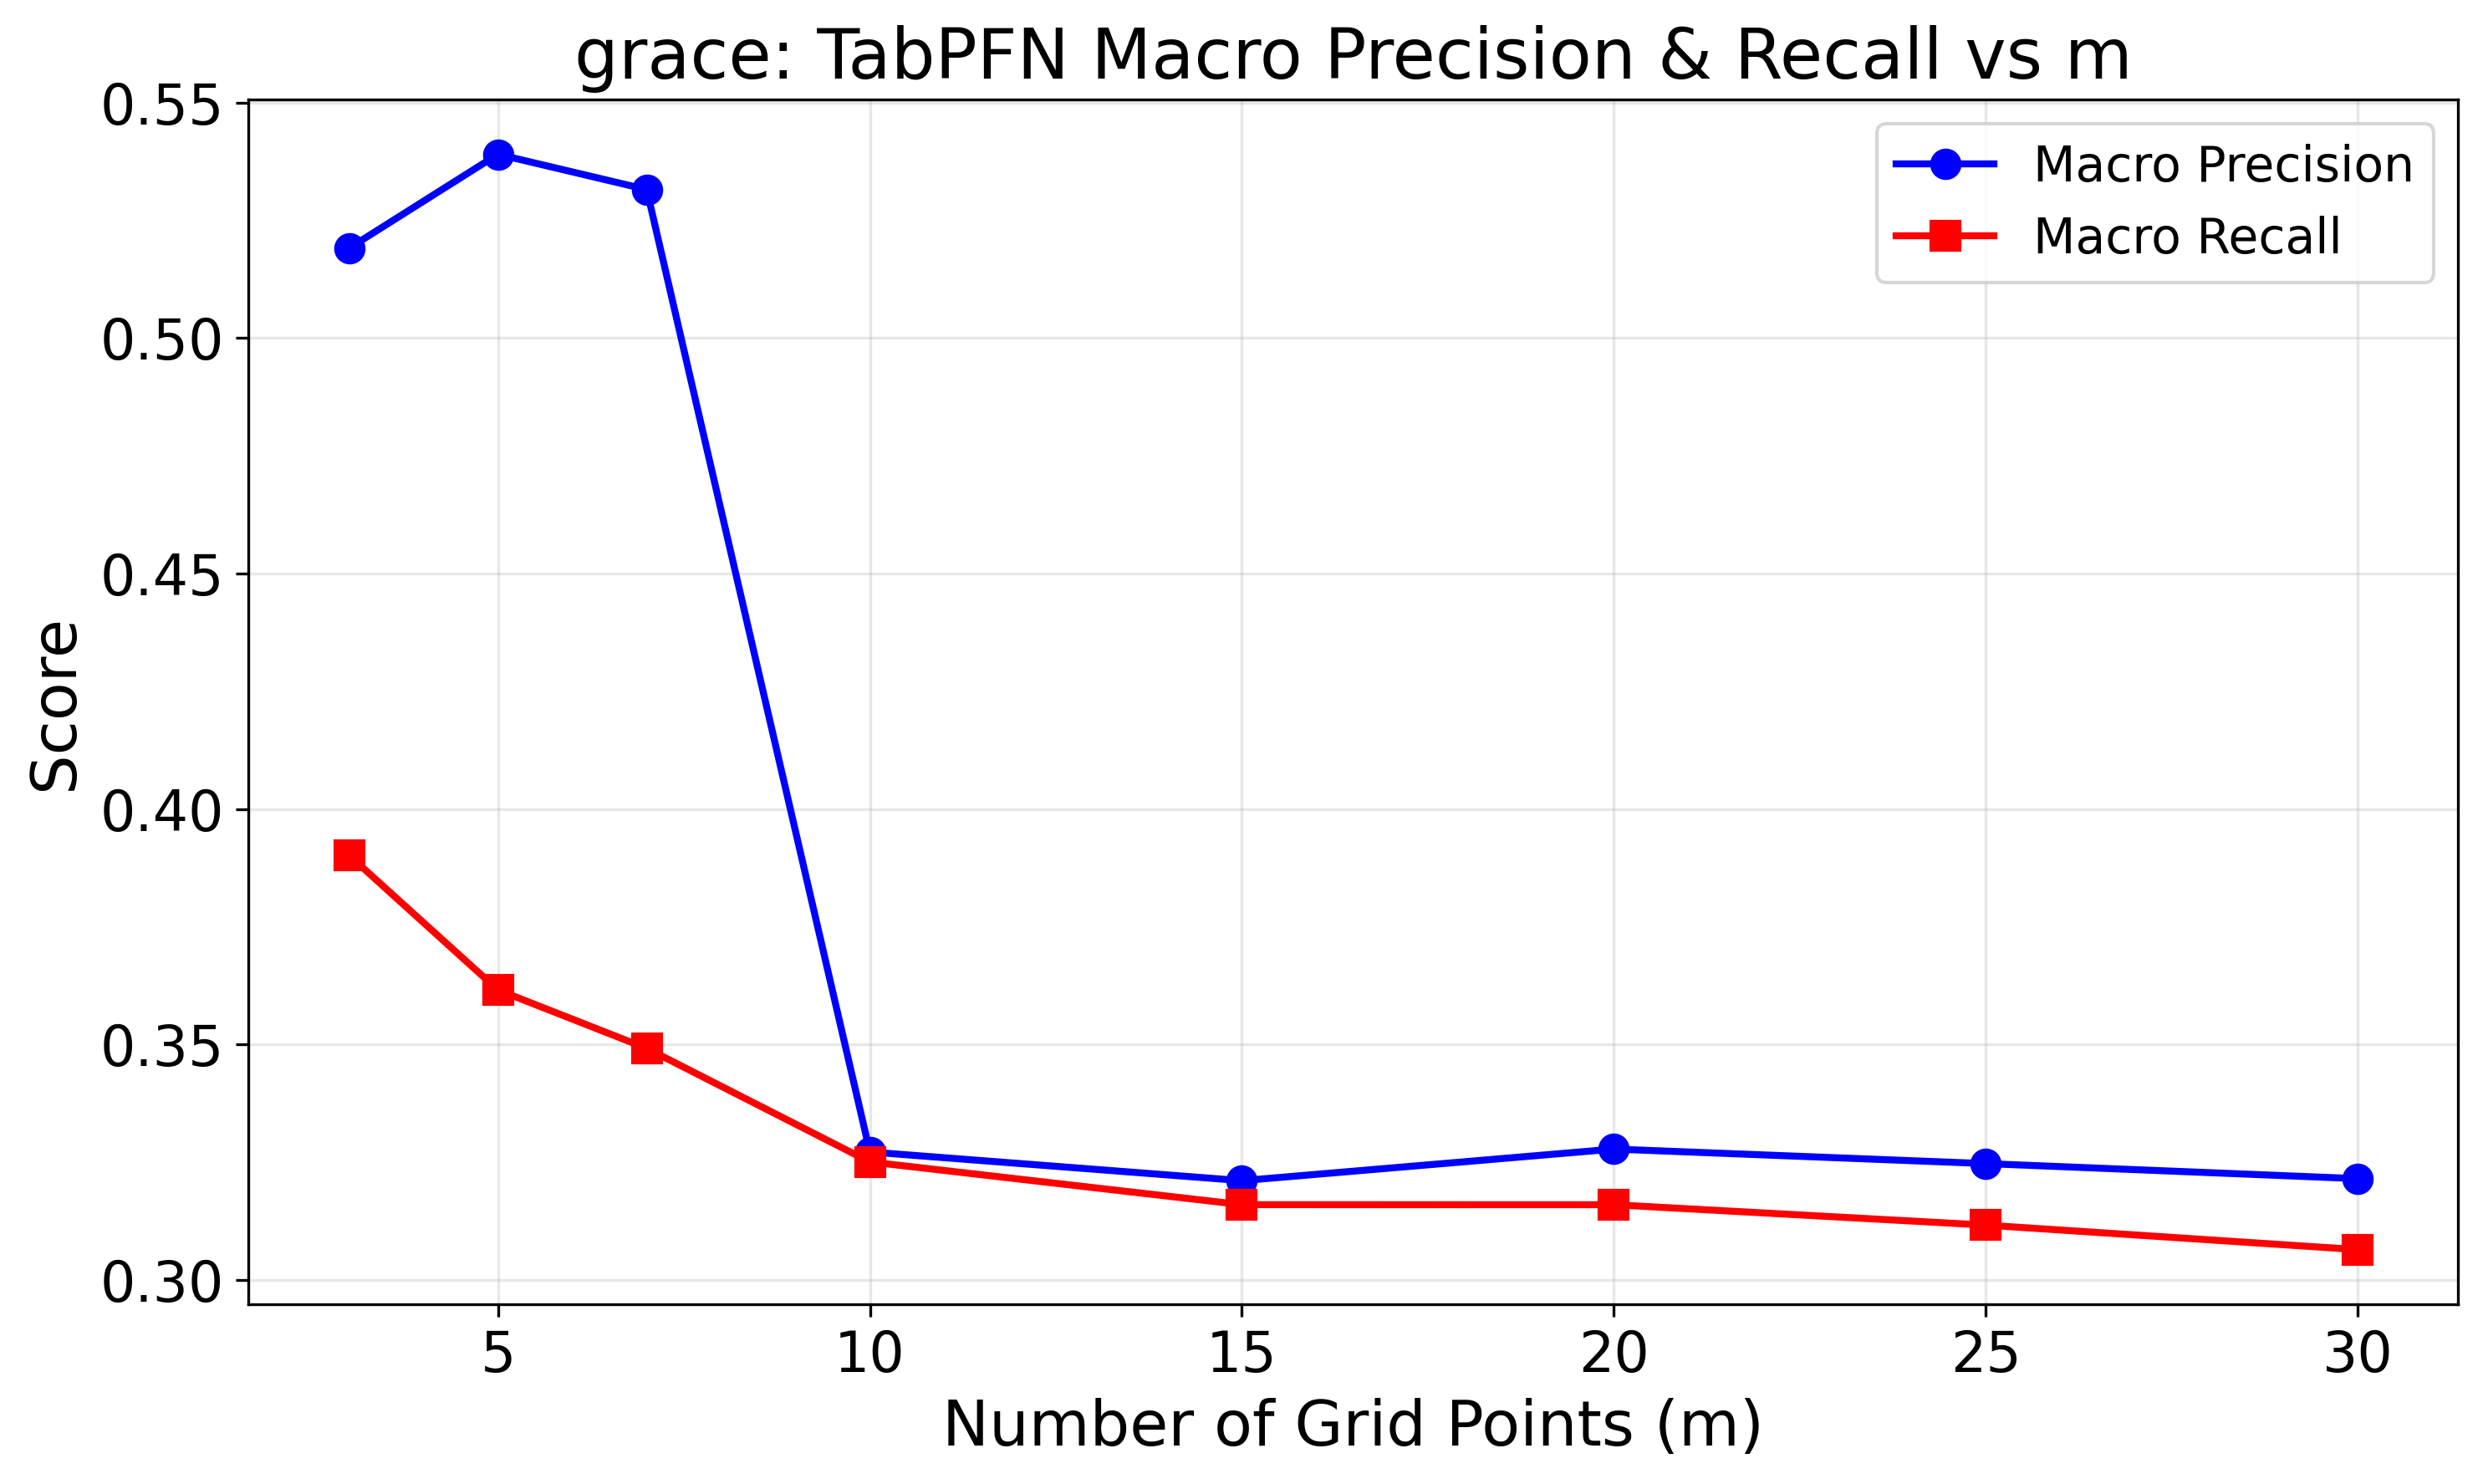 grace: TabPFN Macro Precision & Recall vs m
Macro Precision
Macro Recall
0.55
0.50
0.45
0.40
0.35
0.30
Score
5 10 15 20 25 30
Number of Grid Points (m)